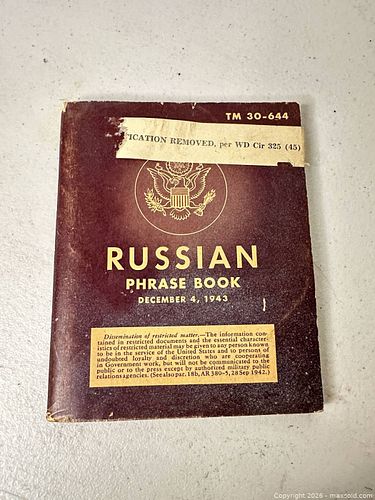 TM 30-644
ICATION REMOVED, per WD Cir 325 (45)
RUSSIAN
PHRASE BOOK
DECEMBER 4, 1943
Dissemination of restricted matter.—The information con-
tained in restricted documents and the essential character-
istics of restricted material may be given to any person known
to be in the service of the United States and to persons of
undoubted loyalty and discretion who are cooperating
in Government work, but will not be communicated to the
public or to the press except by authorized military public
relations agencies. (See also par. 18b, AR 380-5, 28 Sep 1942.)
Copyright 2026 - maxsold.com